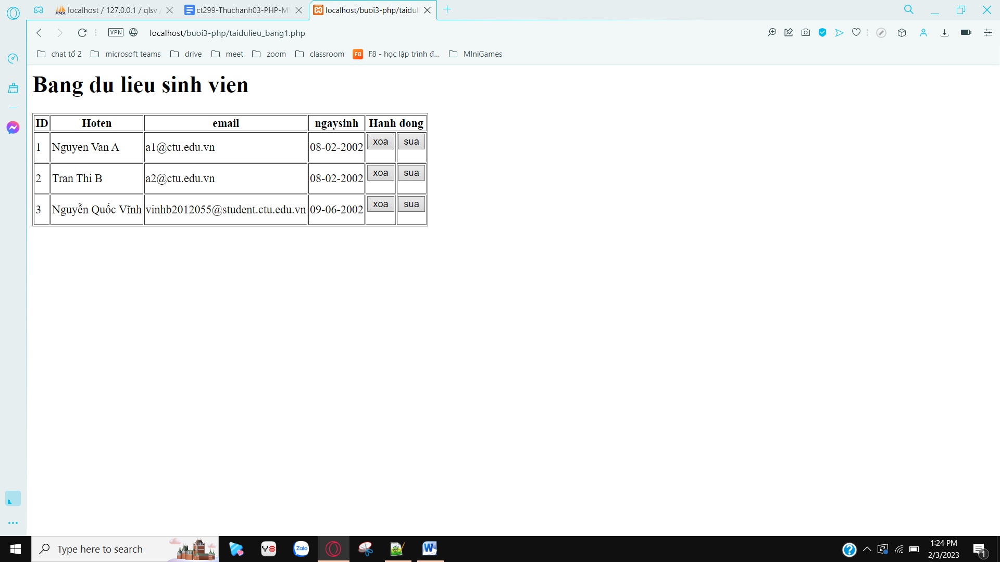 localhost / 127.0.0.1 / qlsv
ct299-Thuchanh03-PHP-MY
localhost/buoi3-php/taidul
VPN
localhost/buoi3-php/taidulieu_bang1.php
chat tổ 2
microsoft teams
drive
meet
zoom
classroom
F8
F8 - học lập trình đ...
MIniGames
Bang du lieu sinh vien
ID Hoten email ngaysinh Hanh dong
1 Nguyen Van A a1@ctu.edu.vn 08-02-2002 xoa sua
2 Tran Thi B a2@ctu.edu.vn 08-02-2002 xoa sua
3 Nguyễn Quốc Vĩnh vinhb2012055@student.ctu.edu.vn 09-06-2002 xoa sua
Type here to search
Zalo
1:24 PM
2/3/2023
1